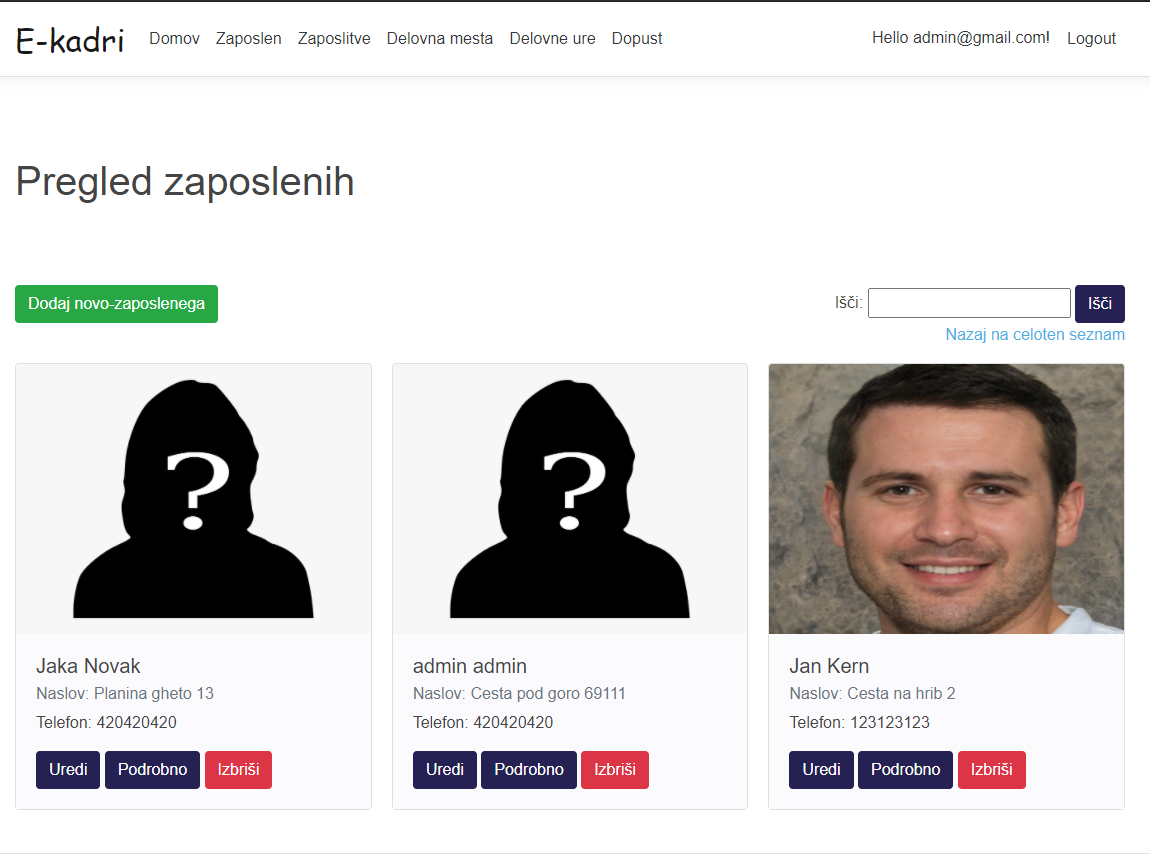 E-kadri Domov Zaposlen Zaposlitve Delovna mesta Delovne ure Dopust Hello admin@gmail.com! Logout
Pregled zaposlenih
Dodaj novo-zaposlenega Išči: Išči
Nazaj na celoten seznam
?
?
Jaka Novak
Naslov: Planina gheto 13
Telefon: 420420420
Uredi Podrobno Izbriši
admin admin
Naslov: Cesta pod goro 69111
Telefon: 420420420
Uredi Podrobno Izbriši
Jan Kern
Naslov: Cesta na hrib 2
Telefon: 123123123
Uredi Podrobno Izbriši